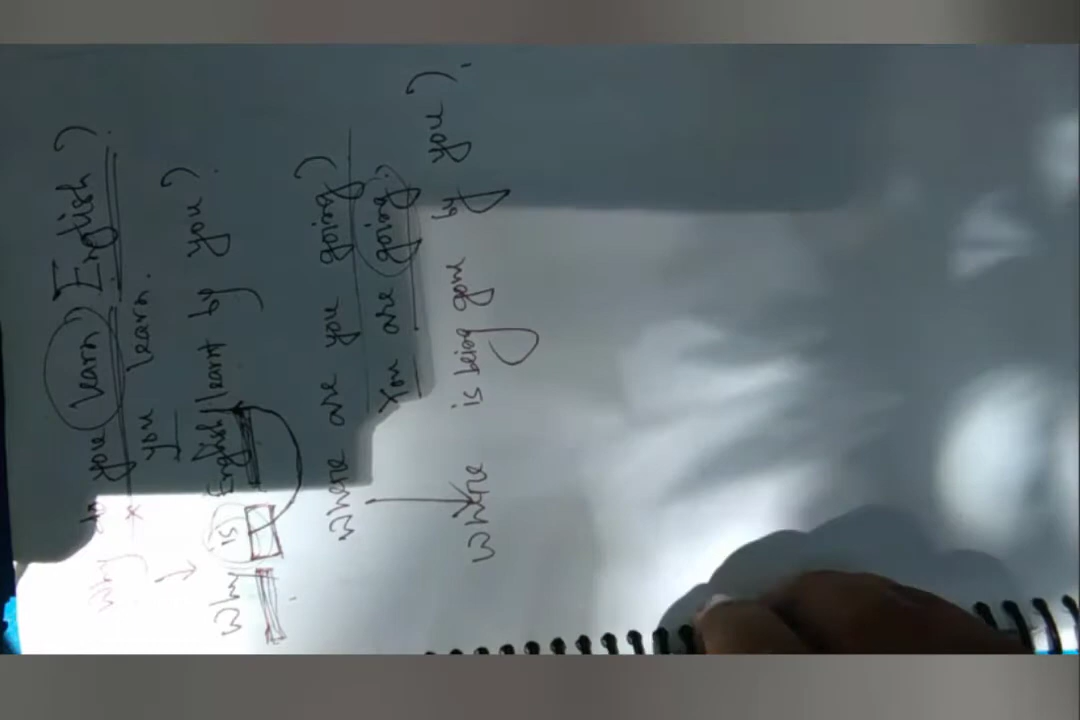 Why do you learn English ?
you learn.
Why is English learnt by you ?
Where are you going ?
You are going.
Where is being gone by you ?